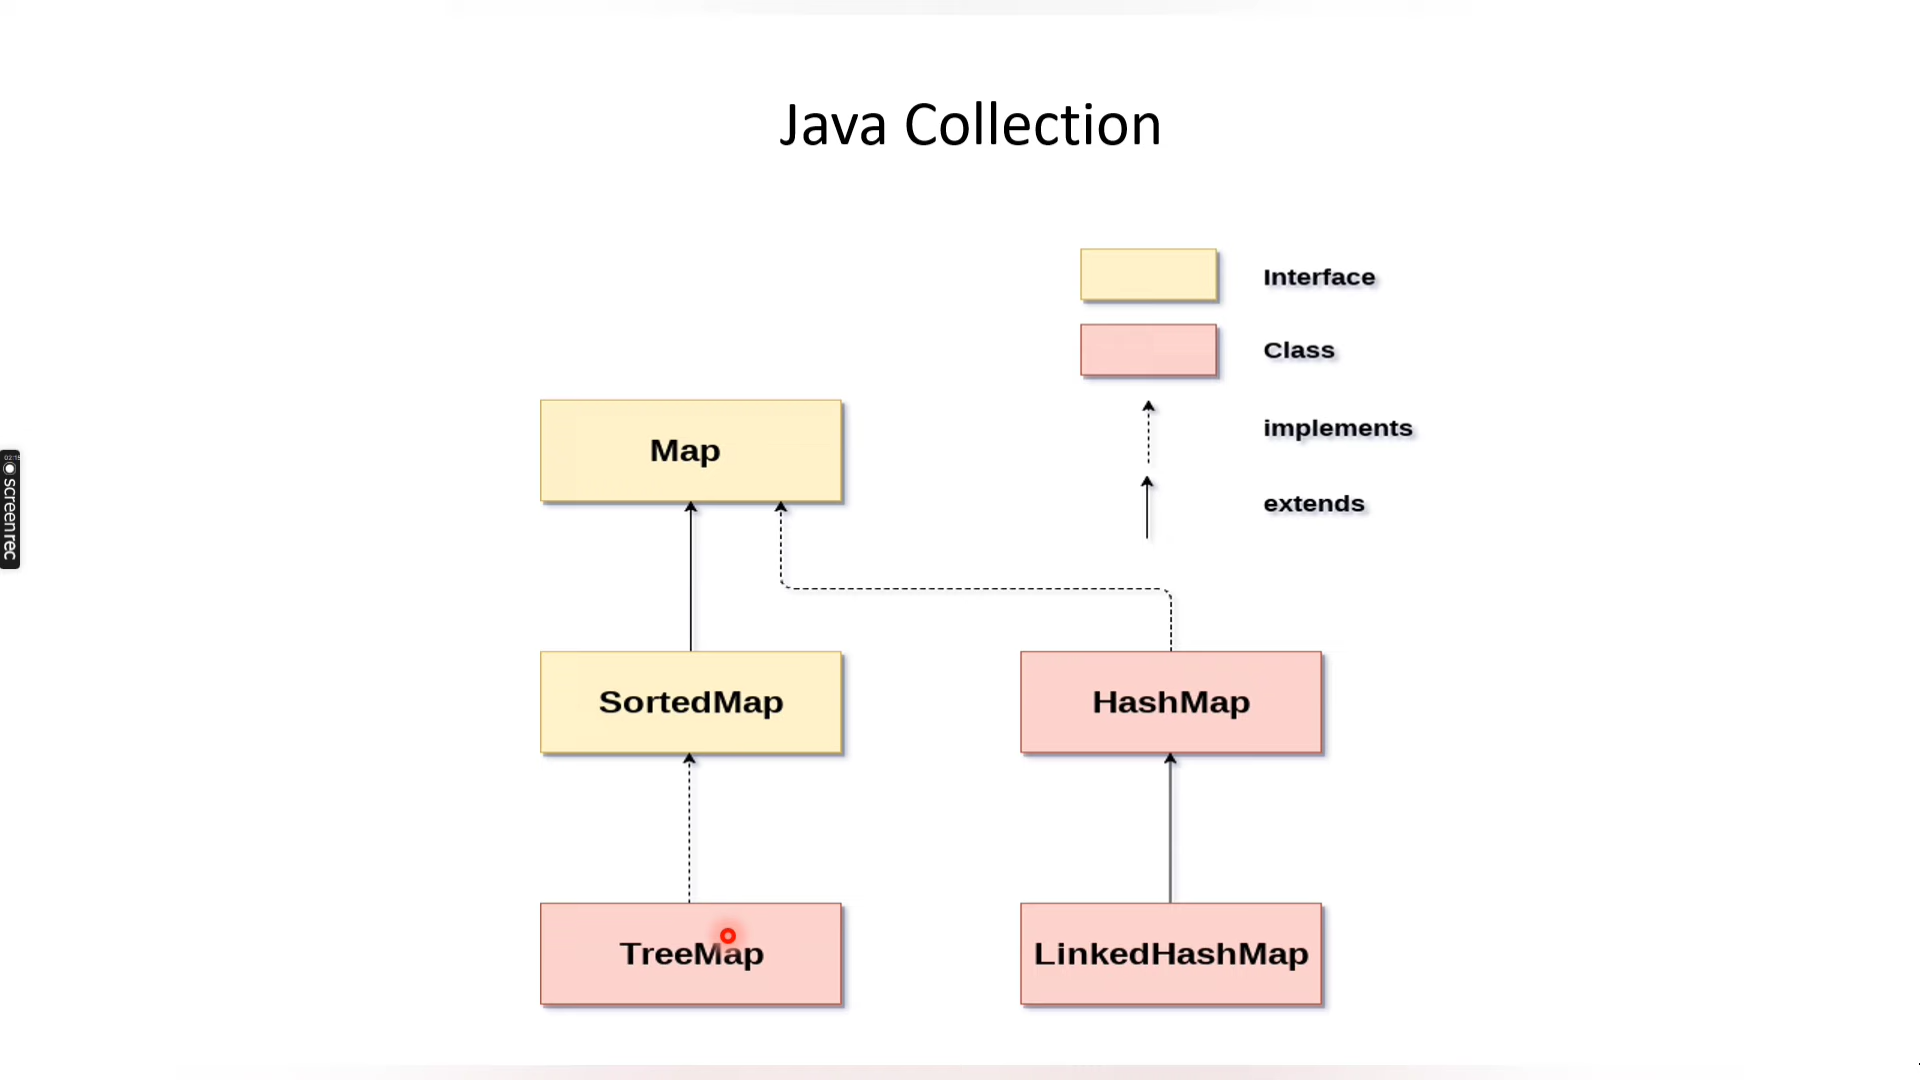 Java Collection
Interface
Class
implements
extends
Map
SortedMap
HashMap
TreeMap
LinkedHashMap
screenrec